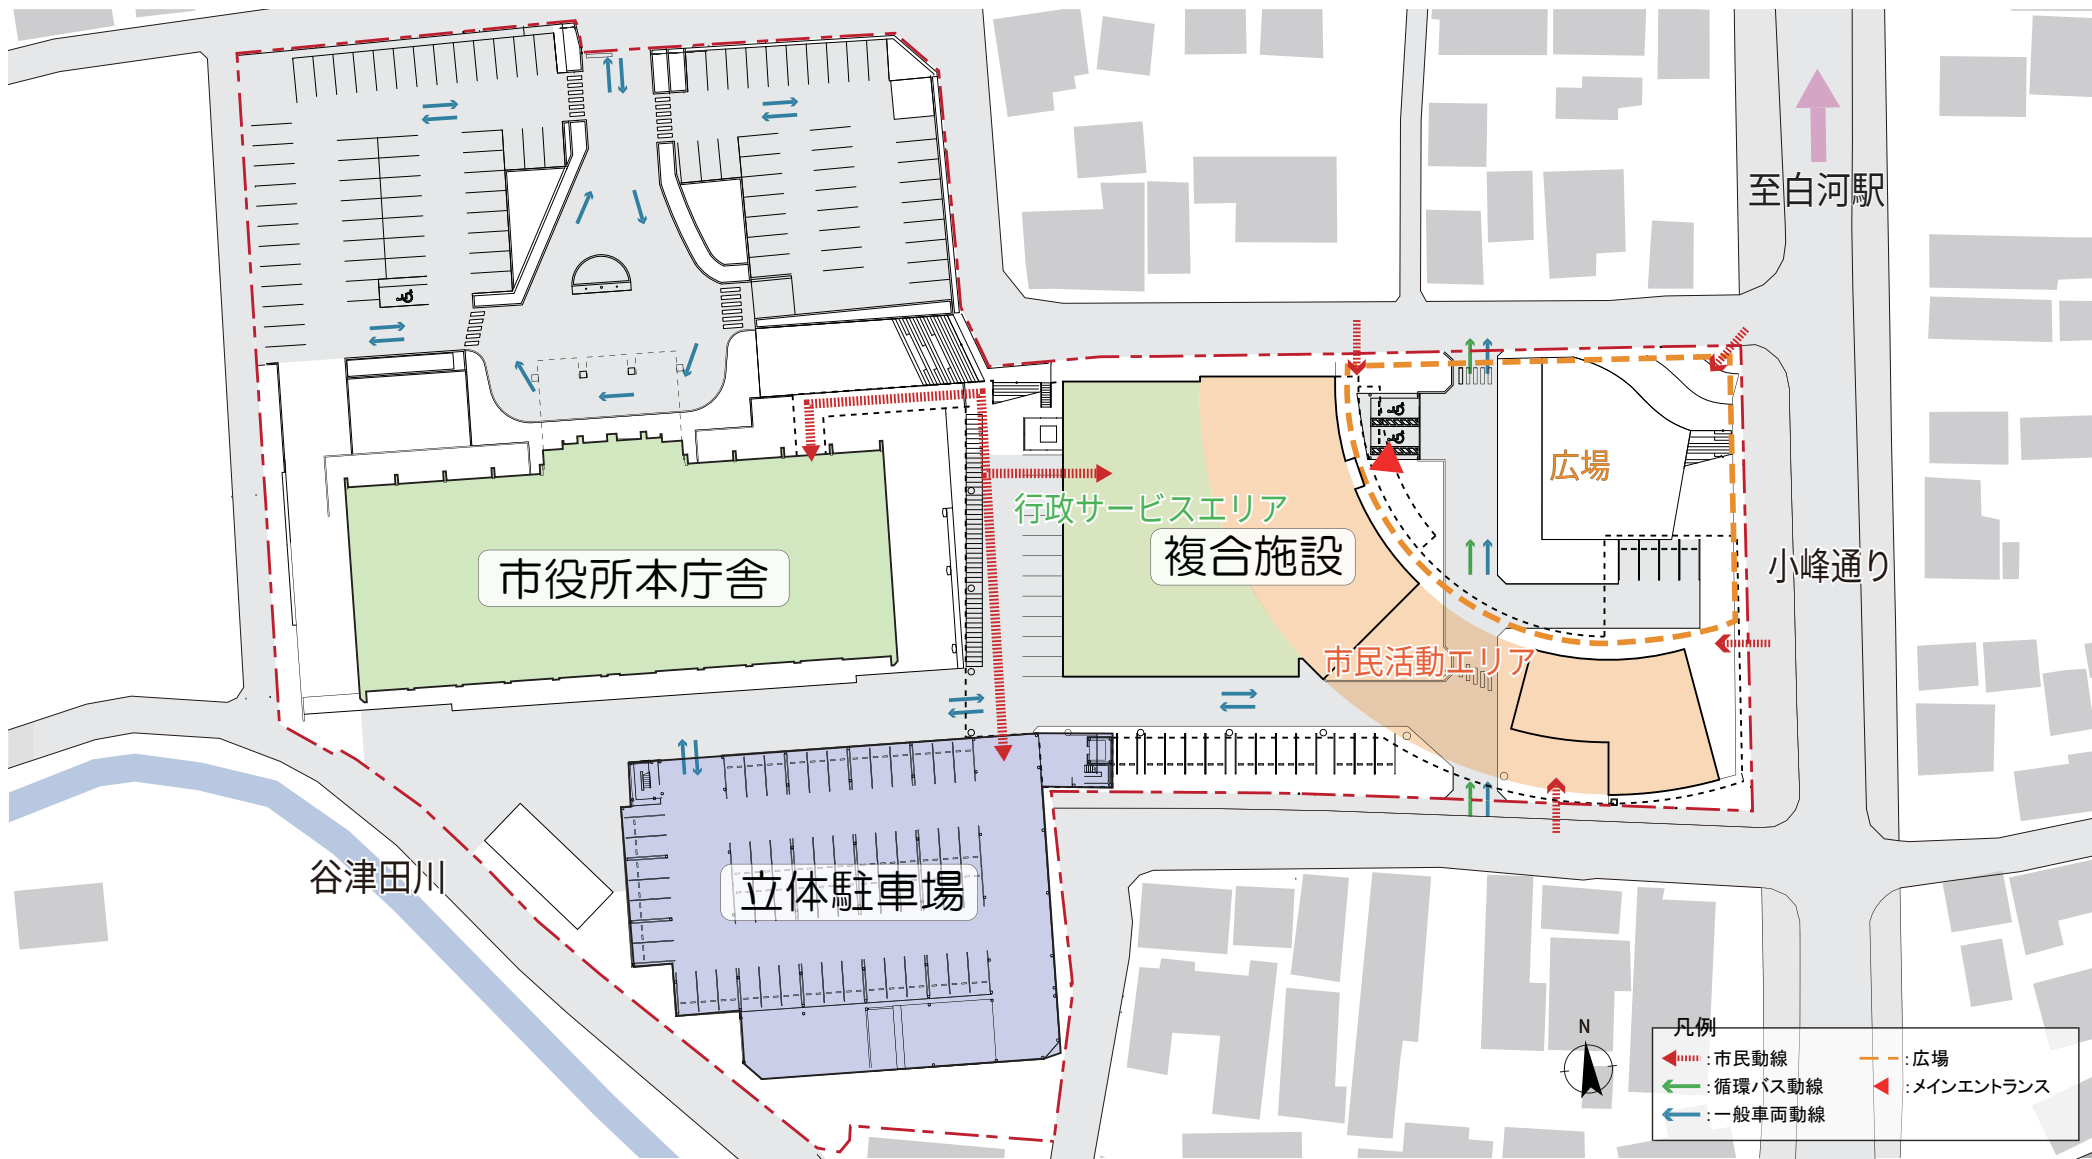 至白河駅
広場
行政サービスエリア
複合施設
市役所本庁舎
小峰通り
市民活動エリア
谷津田川
立体駐車場
N
凡例
:市民動線
:循環バス動線
:一般車両動線
:広場
:メインエントランス